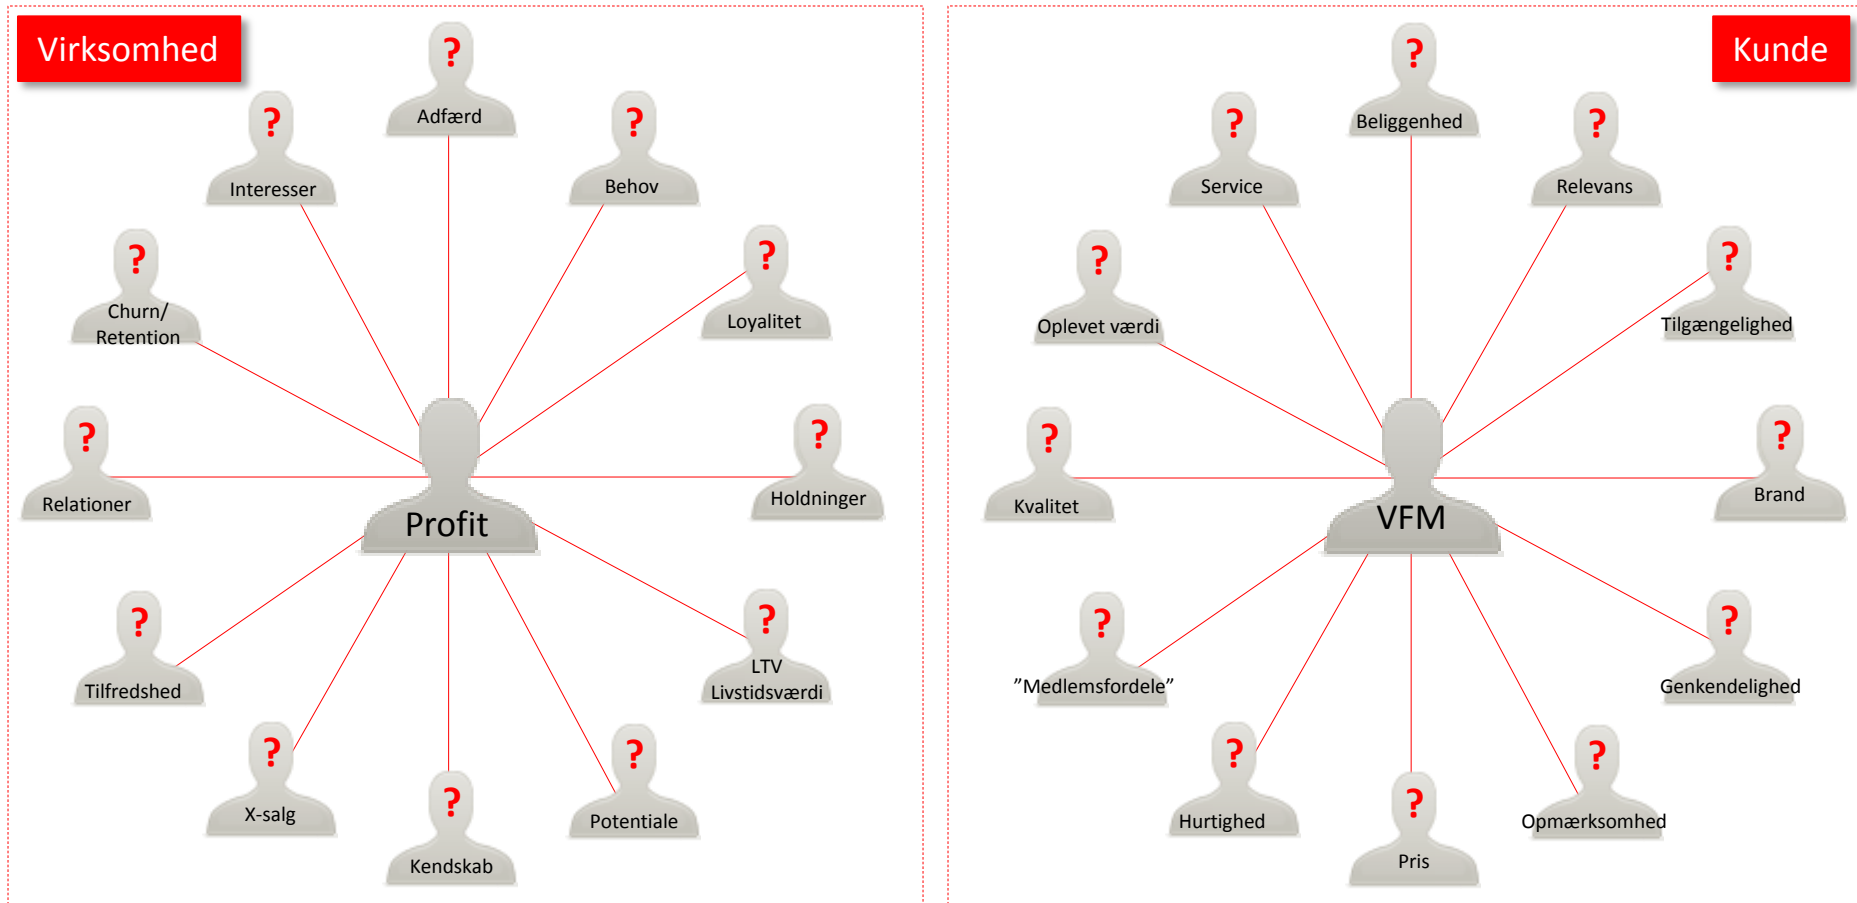 Virksomhed
?
Adfærd
?
Interesser
?
Behov
?
Churn/
Retention
?
Loyalitet
?
Relationer
?
Holdninger
Profit
?
Tilfredshed
?
LTV
Livstidsværdi
?
X-salg
?
Kendskab
?
Potentiale
Kunde
?
Beliggenhed
?
Service
?
Relevans
?
Oplevet værdi
?
Tilgængelighed
?
Kvalitet
?
Brand
VFM
?
”Medlemsfordele”
?
Genkendelighed
?
Hurtighed
?
Pris
?
Opmærksomhed